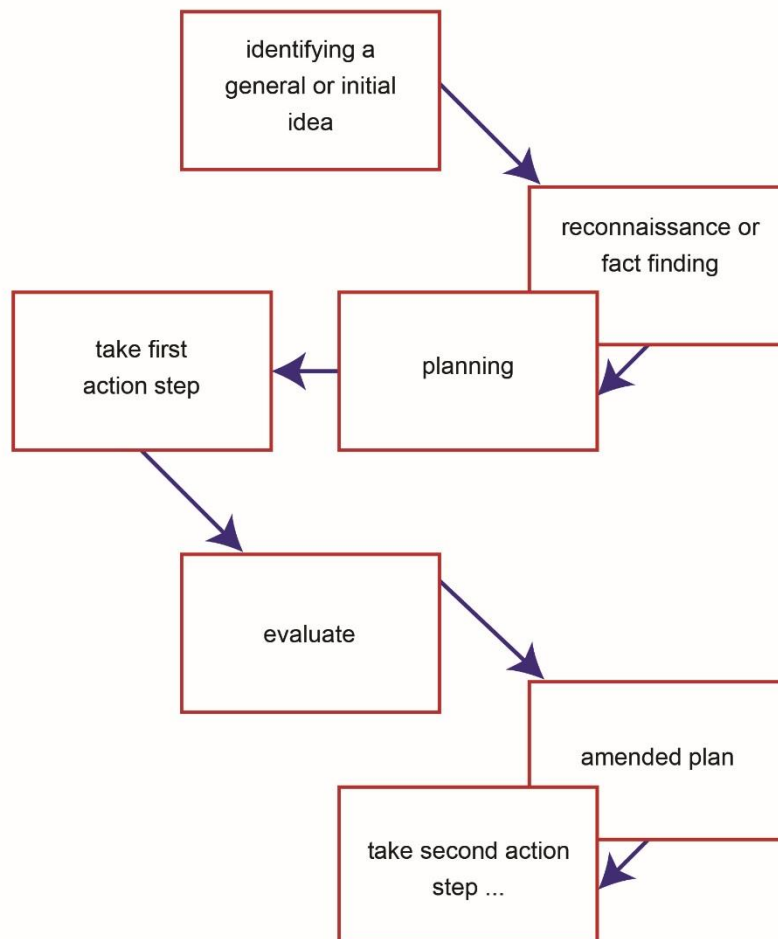 identifying a
general or initial
idea
reconnaissance or
fact finding
planning
take first
action step
evaluate
amended plan
take second action
step ...